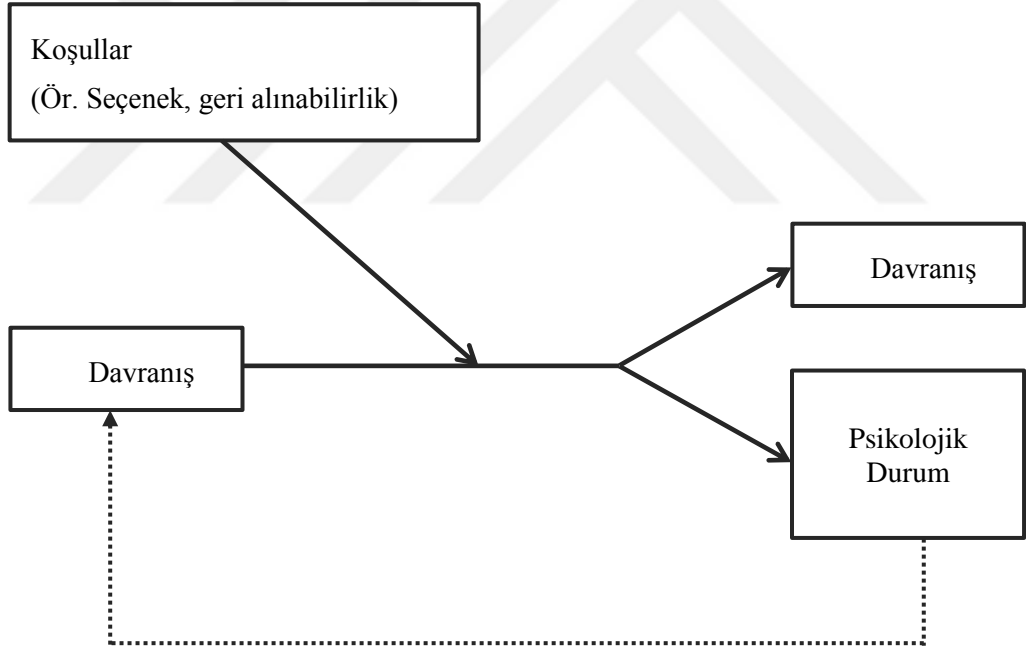 Koşullar
(Ör. Seçenek, geri alınabilirlik)
Davranış
Davranış
Psikolojik
Durum